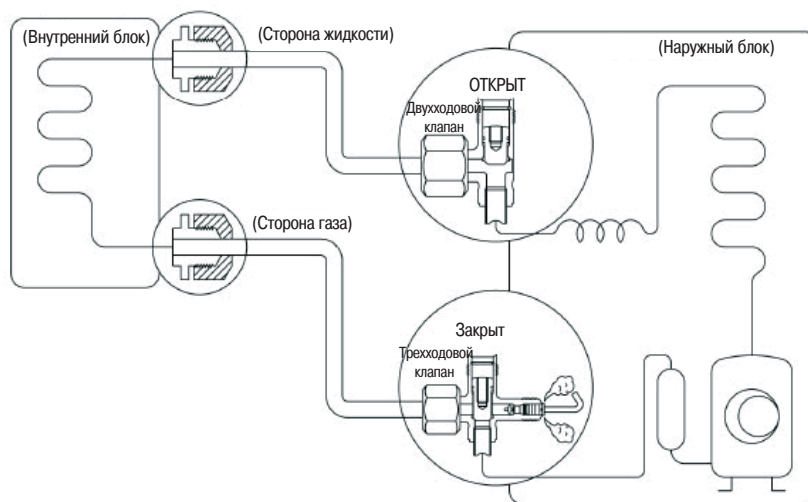 (Внутренний блок)
(Сторона жидкости)
(Наружный блок)
ОТКРЫТ
Двухходовой
клапан
(Сторона газа)
Закрыт
Трехходовой
клапан